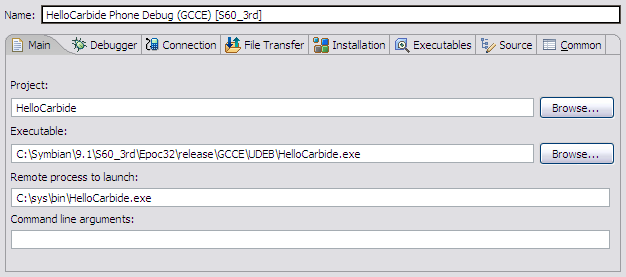 Name: HelloCarbide Phone Debug (GCCE) [S60_3rd]
Main Debugger Connection File Transfer Installation Executables Source Common
Project:
HelloCarbide Browse...
Executable:
C:\Symbian\9.1\S60_3rd\Epoc32\release\GCCE\UDEB\HelloCarbide.exe Browse...
Remote process to launch:
C:\sys\bin\HelloCarbide.exe
Command line arguments: